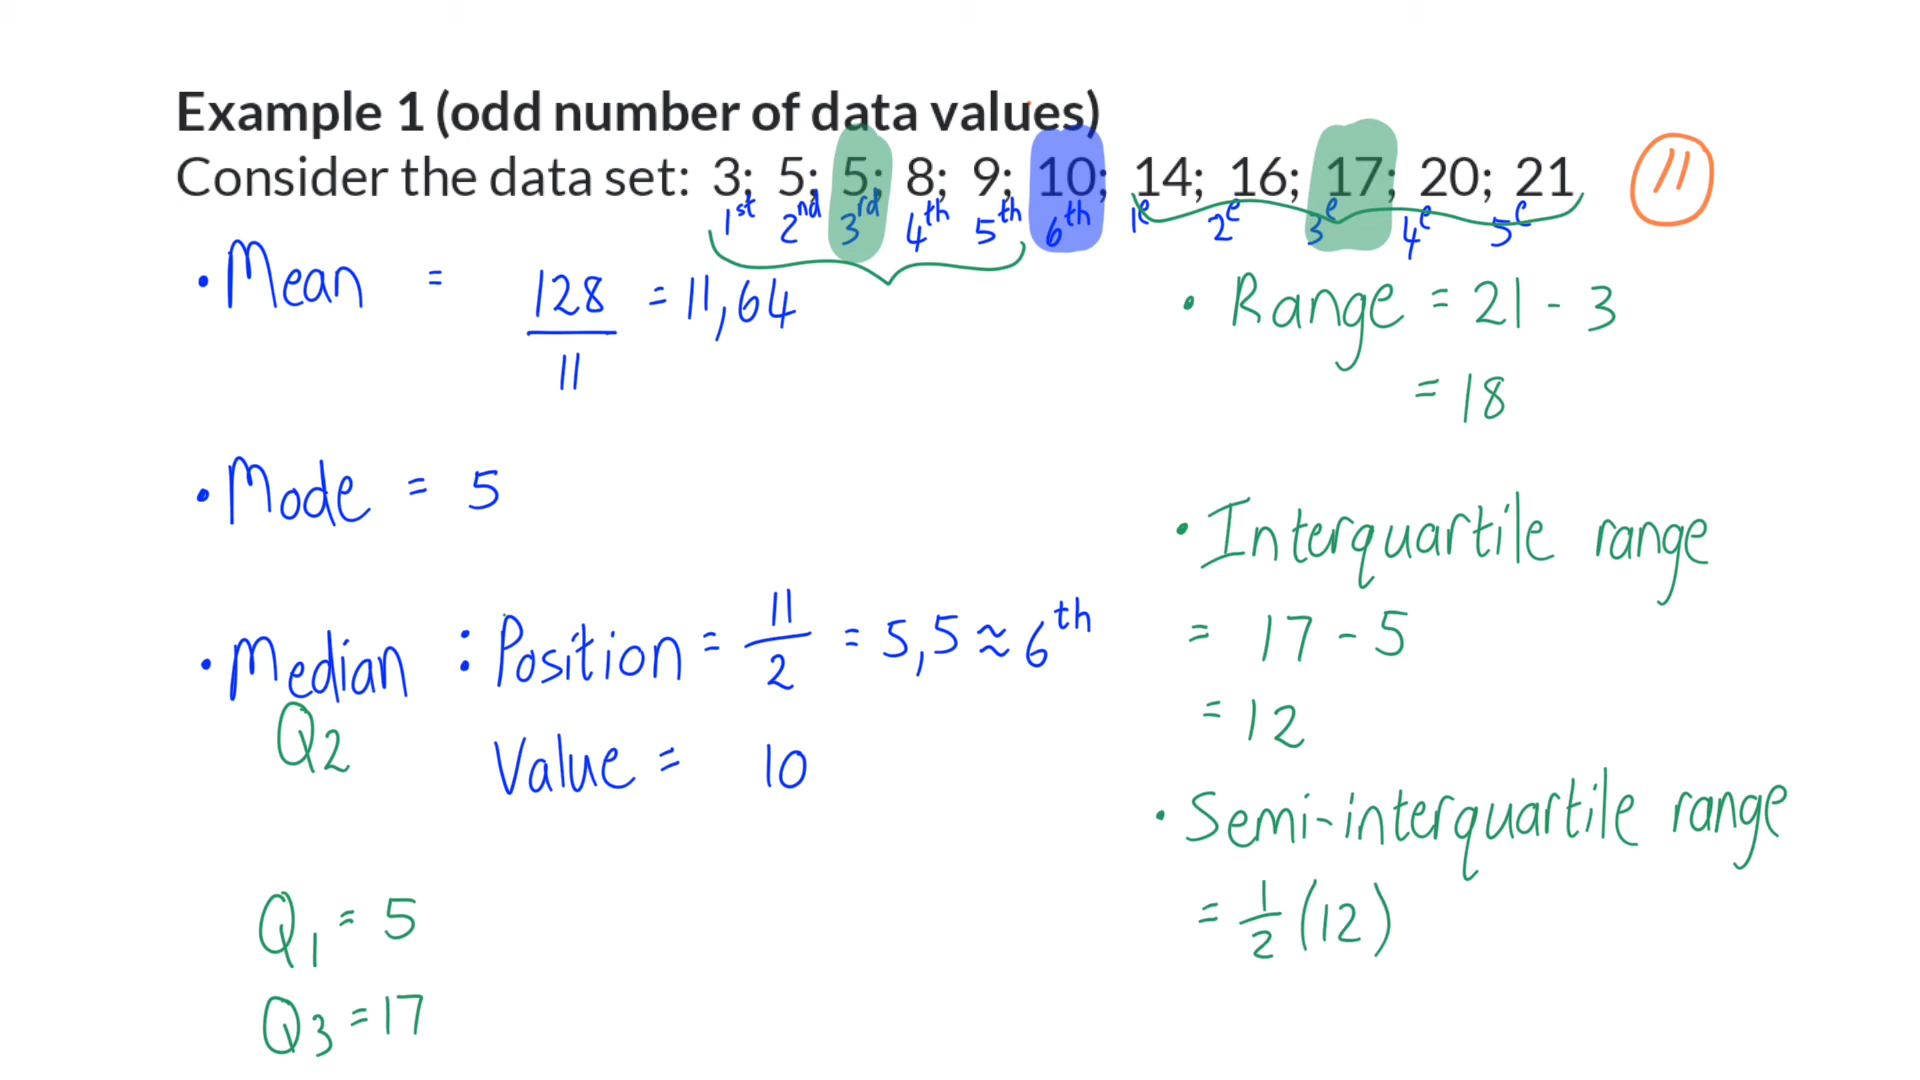 Example 1 (odd number of data values)
Consider the data set: 3; 5; 5; 8; 9; 10; 14; 16; 17; 20; 21
11
1st 2nd 3rd 4th 5th 6th 1e 2e 3e 4e 5e
• Mean = 128/11 = 11,64
• Mode = 5
• Median : Position = 11/2 = 5,5 ≈ 6th
Q2
Value = 10
Q1 = 5
Q3 = 17
• Range = 21 - 3
= 18
• Interquartile range
= 17 - 5
= 12
• Semi-interquartile range
= 1/2 (12)